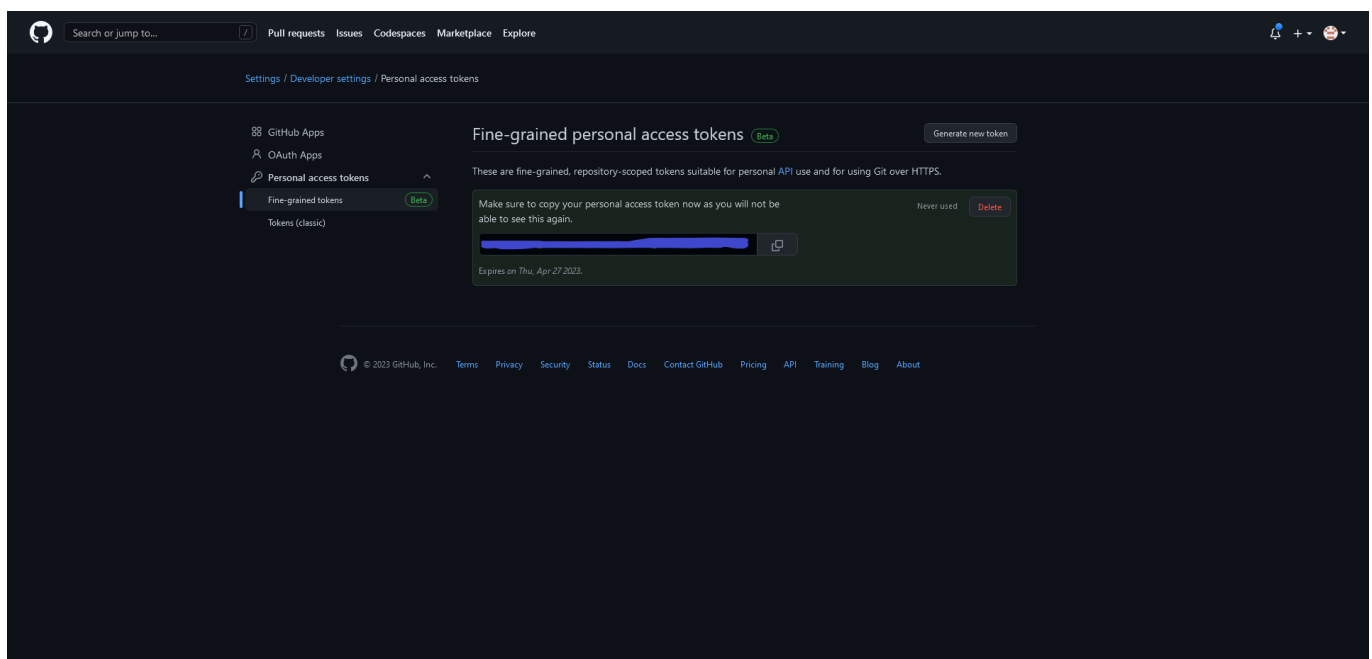 Search or jump to... /
Pull requests Issues Codespaces Marketplace Explore
Settings / Developer settings / Personal access tokens
GitHub Apps
OAuth Apps
Personal access tokens
Fine-grained tokens Beta
Tokens (classic)
Fine-grained personal access tokens Beta
Generate new token
These are fine-grained, repository-scoped tokens suitable for personal API use and for using Git over HTTPS.
Make sure to copy your personal access token now as you will not be
able to see this again.
Never used Delete
Expires on Thu, Apr 27 2023.
© 2023 GitHub, Inc. Terms Privacy Security Status Docs Contact GitHub Pricing API Training Blog About